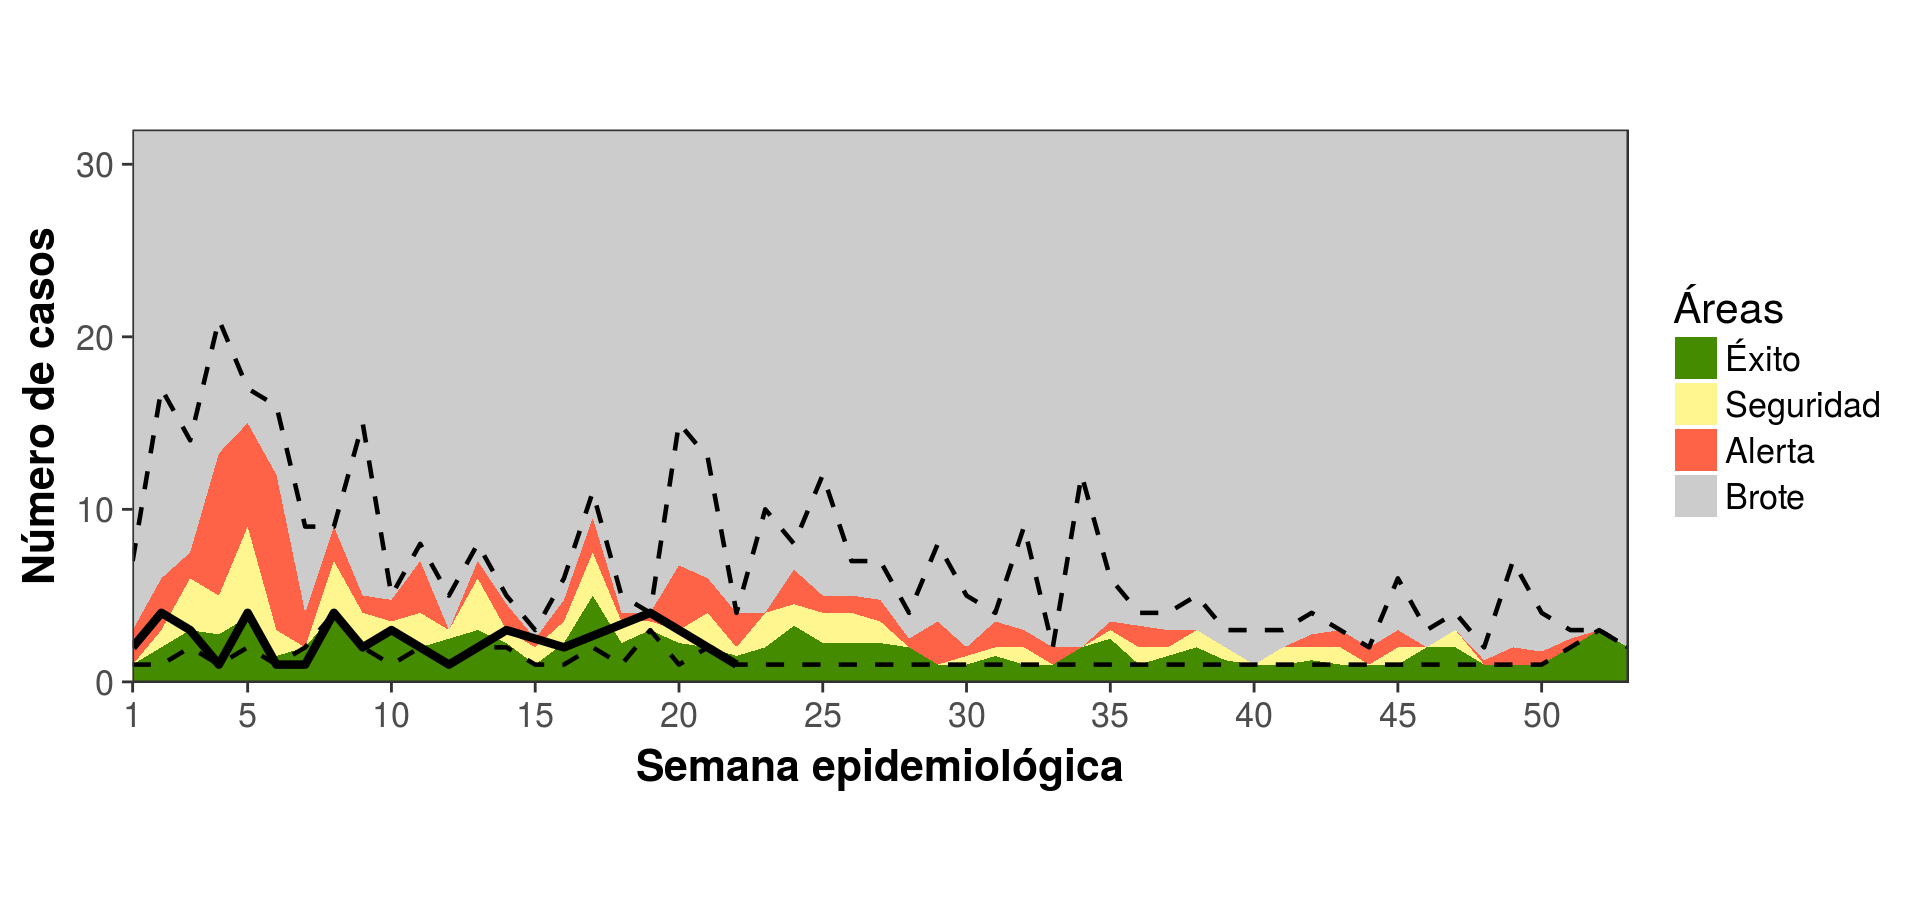 Número de casos
30
20
10
0
1 5 10 15 20 25 30 35 40 45 50
Semana epidemiológica
Áreas
Éxito
Seguridad
Alerta
Brote